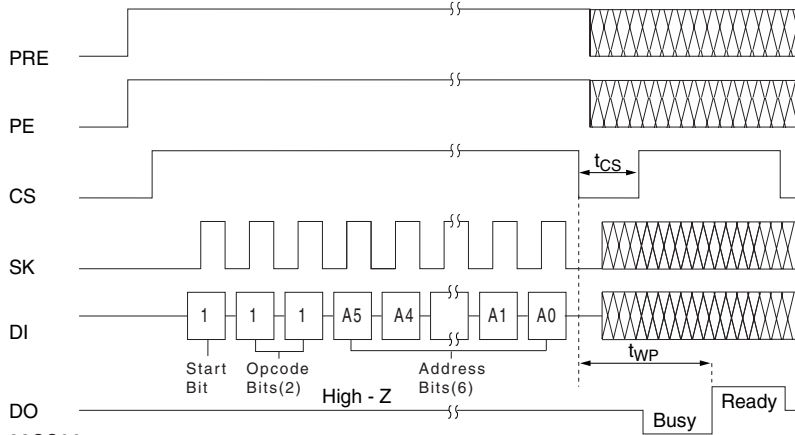 PRE
PE
CS
tCS
SK
DI
1 1 1 A5 A4 A1 A0
Start Bit
Opcode Bits(2)
Address Bits(6)
tWP
DO
High - Z
Busy
Ready